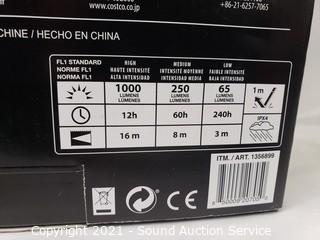 www.costco.co.jp
+86-21-6257-7065
CHINE / HECHO EN CHINA
FL1 STANDARD
NORME FL1
NORMA FL1
HIGH
HAUTE INTENSITÉ
ALTA INTENSIDAD
MEDIUM
INTENSITÉ MOYENNE
INTENSIDAD MEDIA
LOW
FAIBLE INTENSITÉ
BAJA INTENSIDAD
1000
LUMENS
LÚMENES
250
LUMENS
LÚMENES
65
LUMENS
LÚMENES
1 m
12h
60h
240h
IPX4
16 m
8 m
3 m
ITM. / ART. 1356899
CE
Copyright 2021 - Sound Auction Service